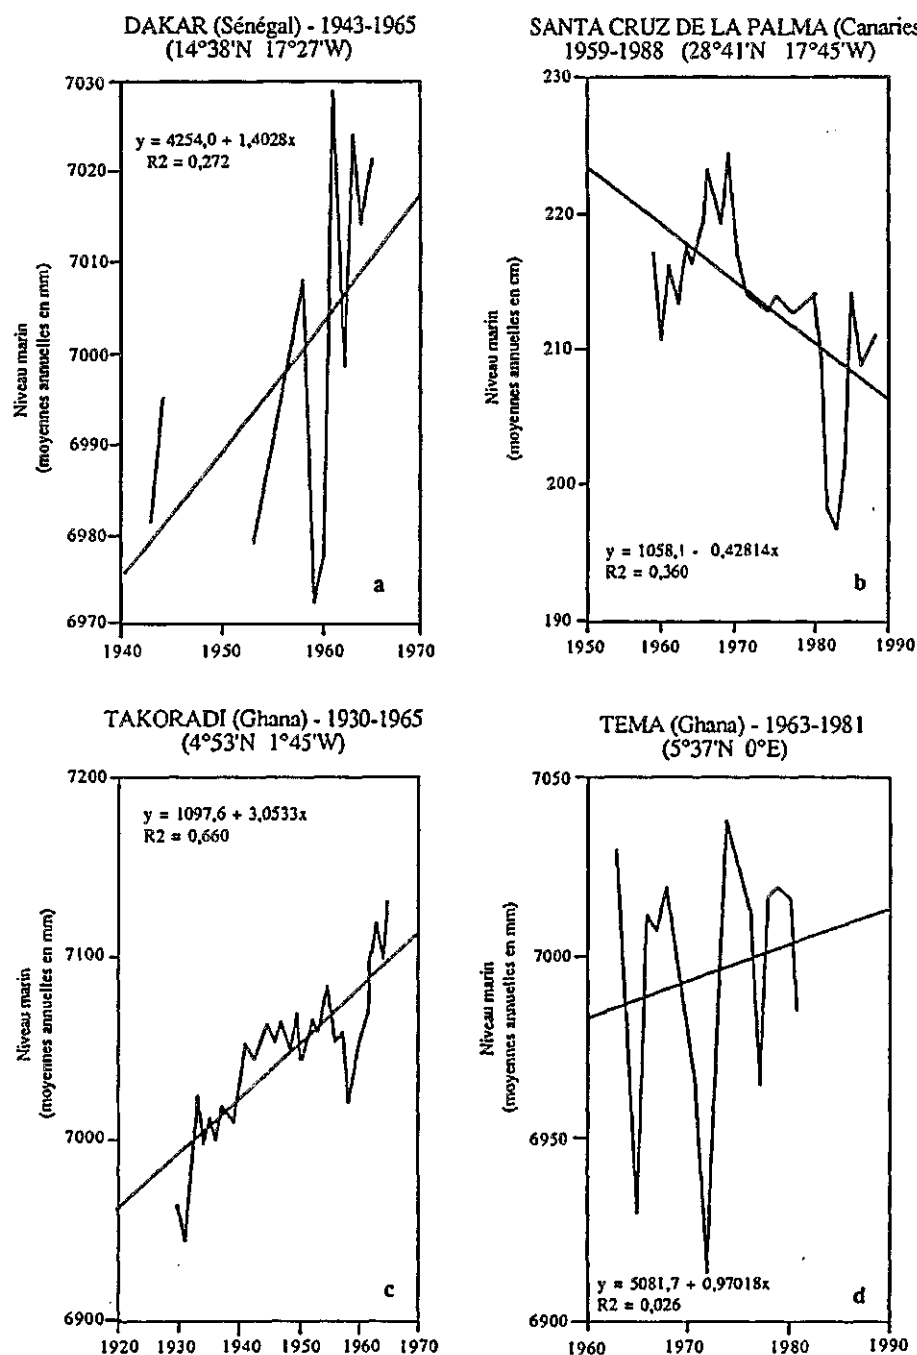 DAKAR (Sénégal) - 1943-1965
(14°38'N 17°27'W)
7030
7020
7010
7000
6990
6980
6970
Niveau marin
(moyennes annuelles en mm)
y = 4254,0 + 1,4028x
R2 = 0,272
a
1940
1950
1960
1970
SANTA CRUZ DE LA PALMA (Canaries
1959-1988 (28°41'N 17°45'W)
230
220
210
200
190
Niveau marin
(moyennes annuelles en cm)
y = 1058,1 - 0,42814x
R2 = 0,360
b
1950
1960
1970
1980
1990
TAKORADI (Ghana) - 1930-1965
(4°53'N 1°45'W)
7200
7100
7000
6900
Niveau marin
(moyennes annuelles en mm)
y = 1097,6 + 3,0533x
R2 = 0,660
c
1920
1930
1940
1950
1960
1970
TEMA (Ghana) - 1963-1981
(5°37'N 0°E)
7050
7000
6950
6900
Niveau marin
(moyennes annuelles en mm)
y = 5081,7 + 0,97018x
R2 = 0,026
d
1960
1970
1980
1990